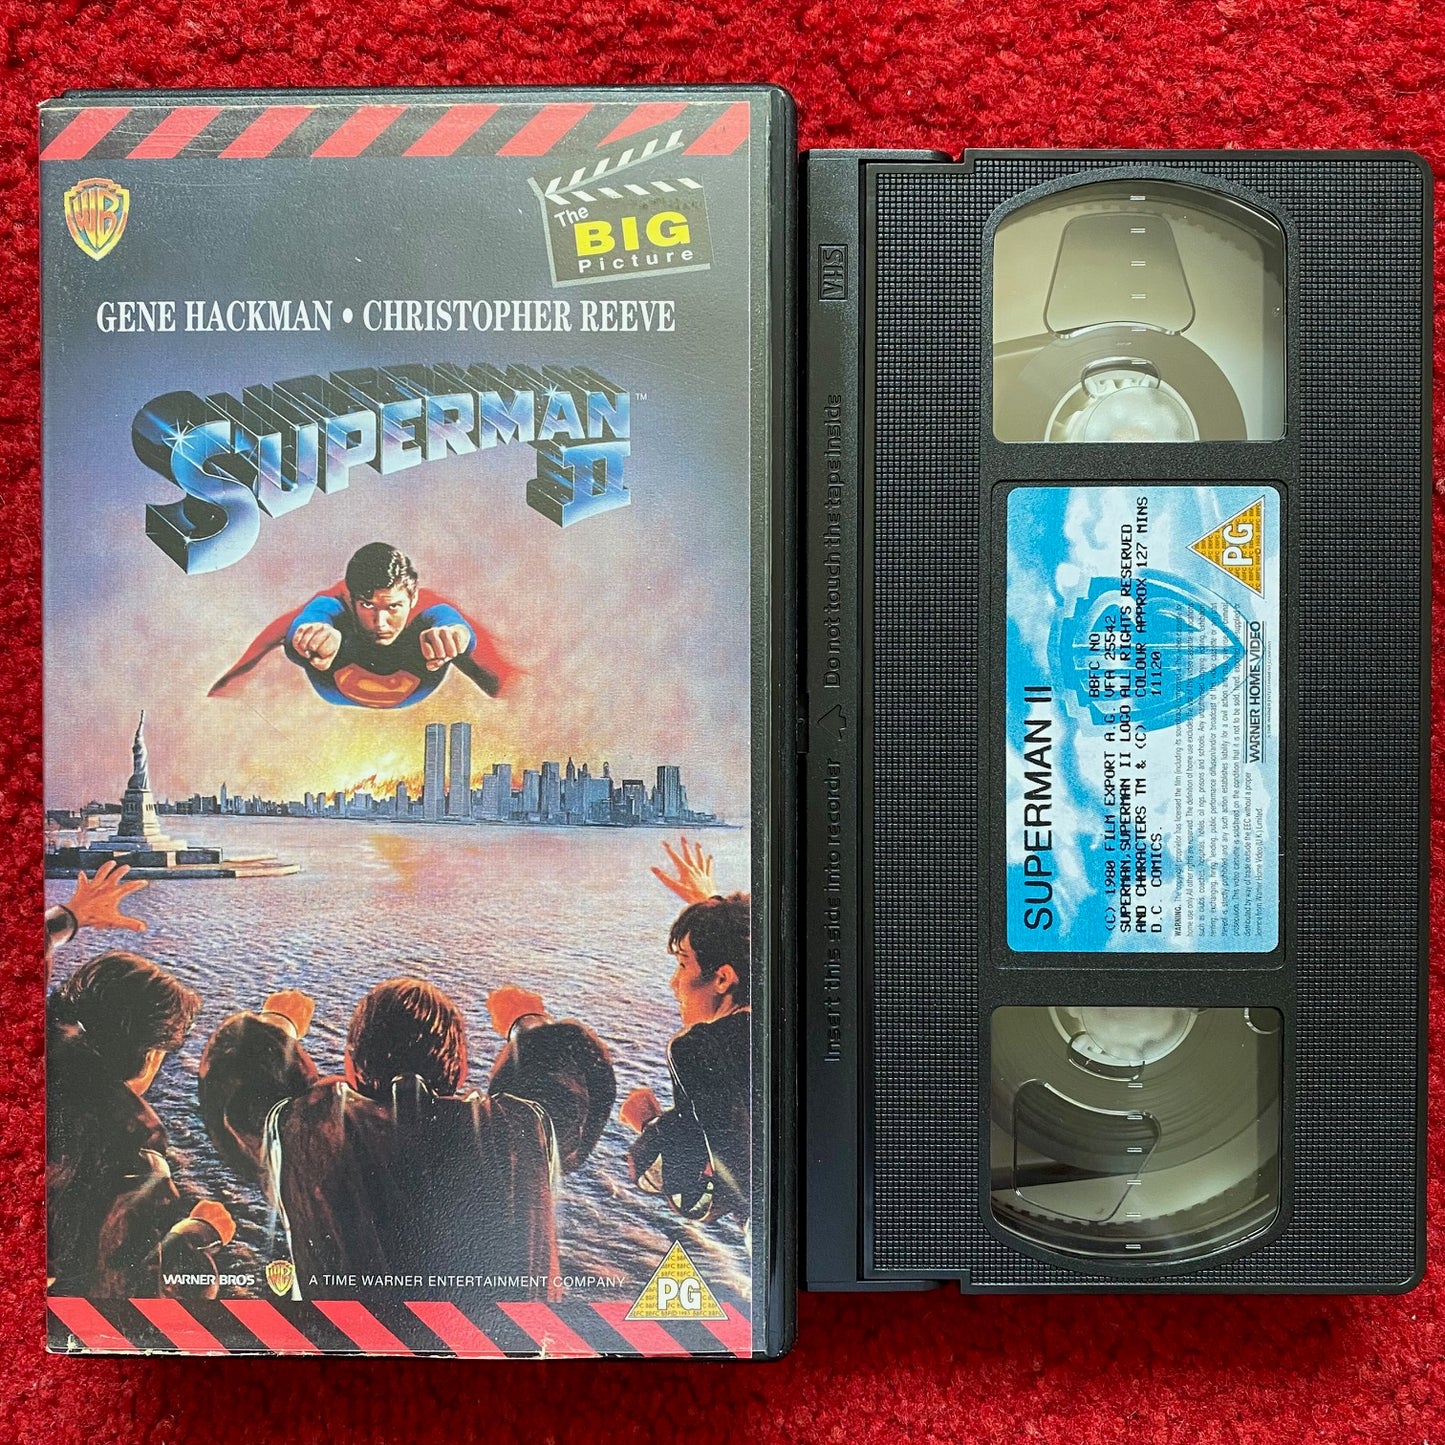 WB
The
BIG
Picture
GENE HACKMAN • CHRISTOPHER REEVE
SUPERMAN II™
WARNER BROS
A TIME WARNER ENTERTAINMENT COMPANY
PG
VHS
Insert this side into recorder △ Do not touch the tape inside
SUPERMAN II
BBFC NO
(C) 1980 FILM EXPORT A.G. VFA 25542
SUPERMAN,SUPERMAN II LOGO ALL RIGHTS RESERVED
AND CHARACTERS TM & (C) COLOUR APPROX 127 MINS
D.C. COMICS 11120
PG
WARNER HOME VIDEO